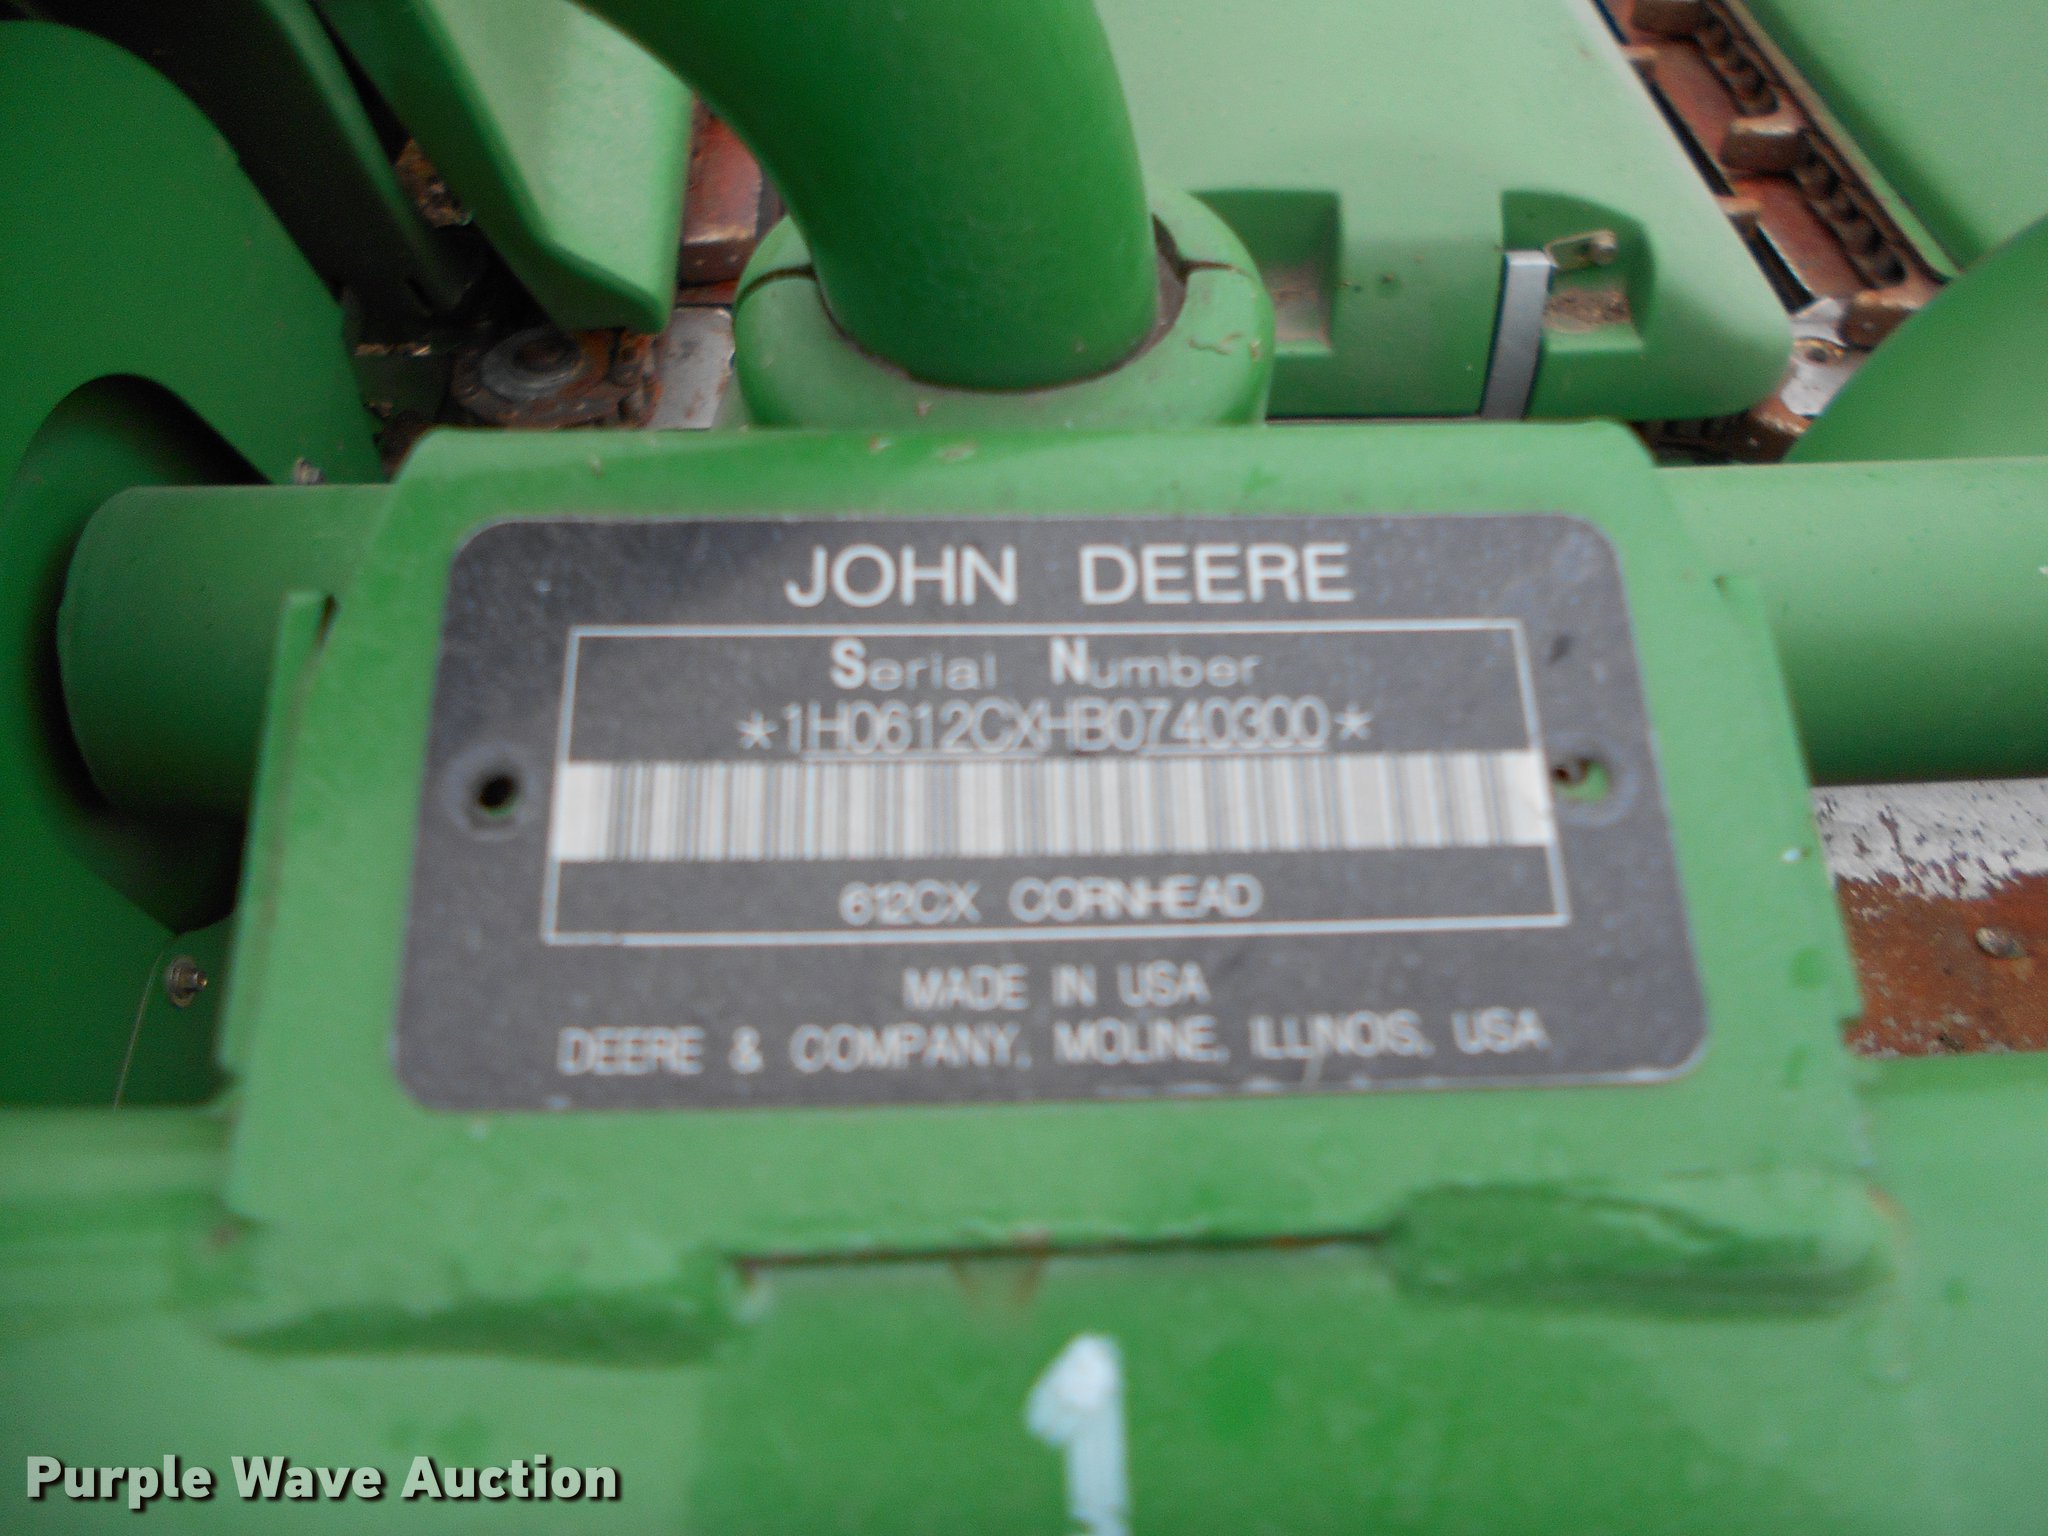 JOHN DEERE
Serial Number
*1H0612CXHB0740300*
612CX CORNHEAD
MADE IN USA
DEERE & COMPANY, MOLINE, ILLINOIS, USA
1
Purple Wave Auction